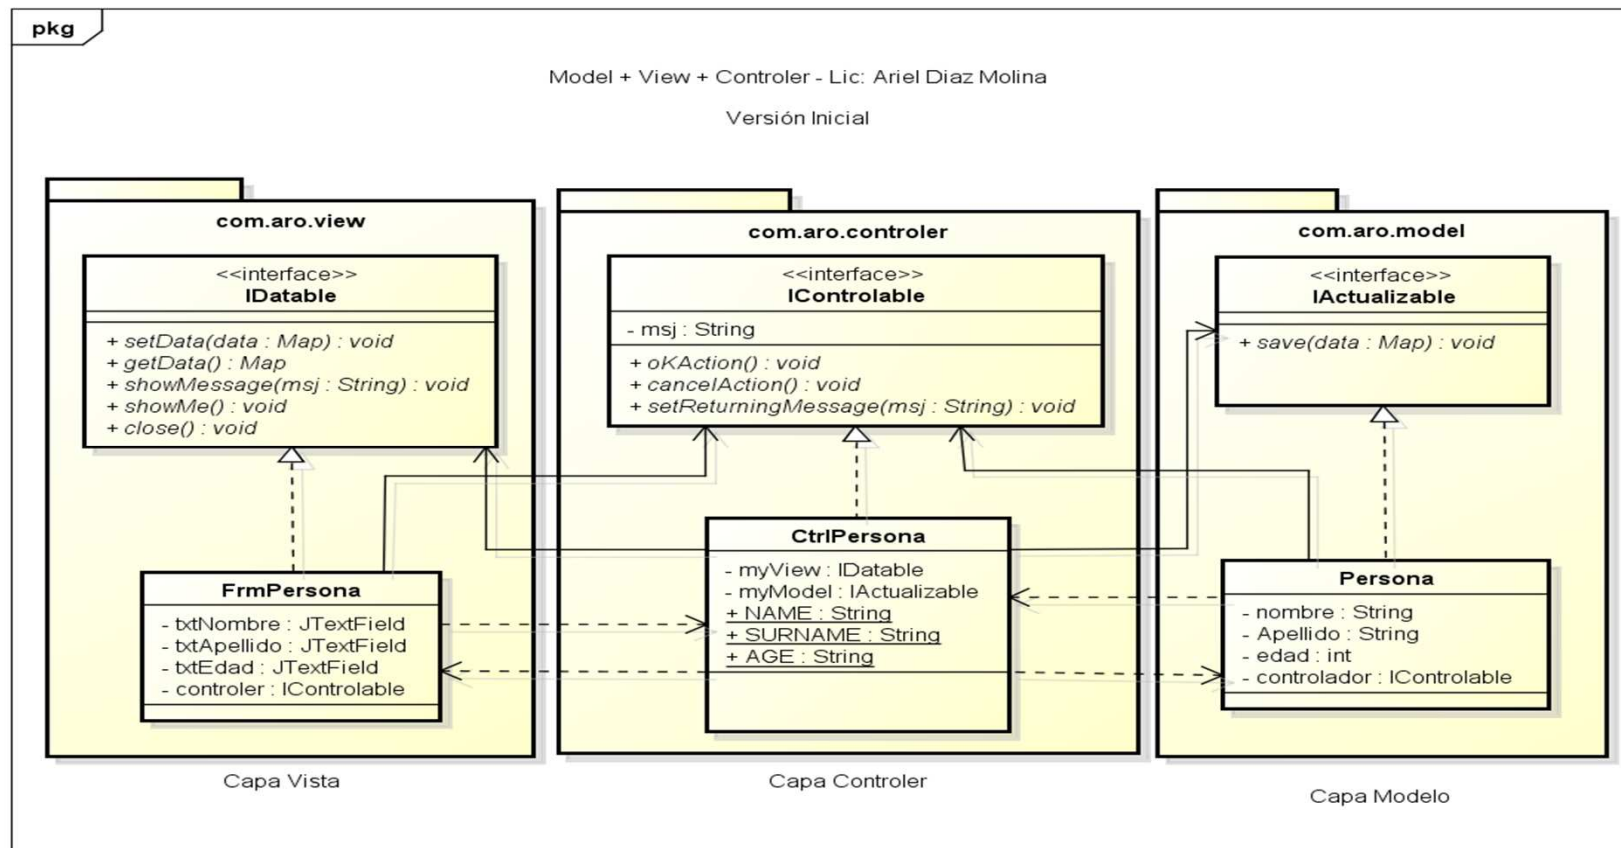 pkg
Model + View + Controler - Lic: Ariel Diaz Molina
Versión Inicial
com.aro.view
<<interface>>
IDatable
+ setData(data : Map) : void
+ getData() : Map
+ showMessage(msj : String) : void
+ showMe() : void
+ close() : void
FrmPersona
- txtNombre : JTextField
- txtApellido : JTextField
- txtEdad : JTextField
- controler : IControlable
Capa Vista
com.aro.controler
<<interface>>
IControlable
- msj : String
+ oKAction() : void
+ cancelAction() : void
+ setReturningMessage(msj : String) : void
CtrlPersona
- myView : IDatable
- myModel : IActualizable
+ NAME : String
+ SURNAME : String
+ AGE : String
Capa Controler
com.aro.model
<<interface>>
IActualizable
+ save(data : Map) : void
Persona
- nombre : String
- Apellido : String
- edad : int
- controlador : IControlable
Capa Modelo